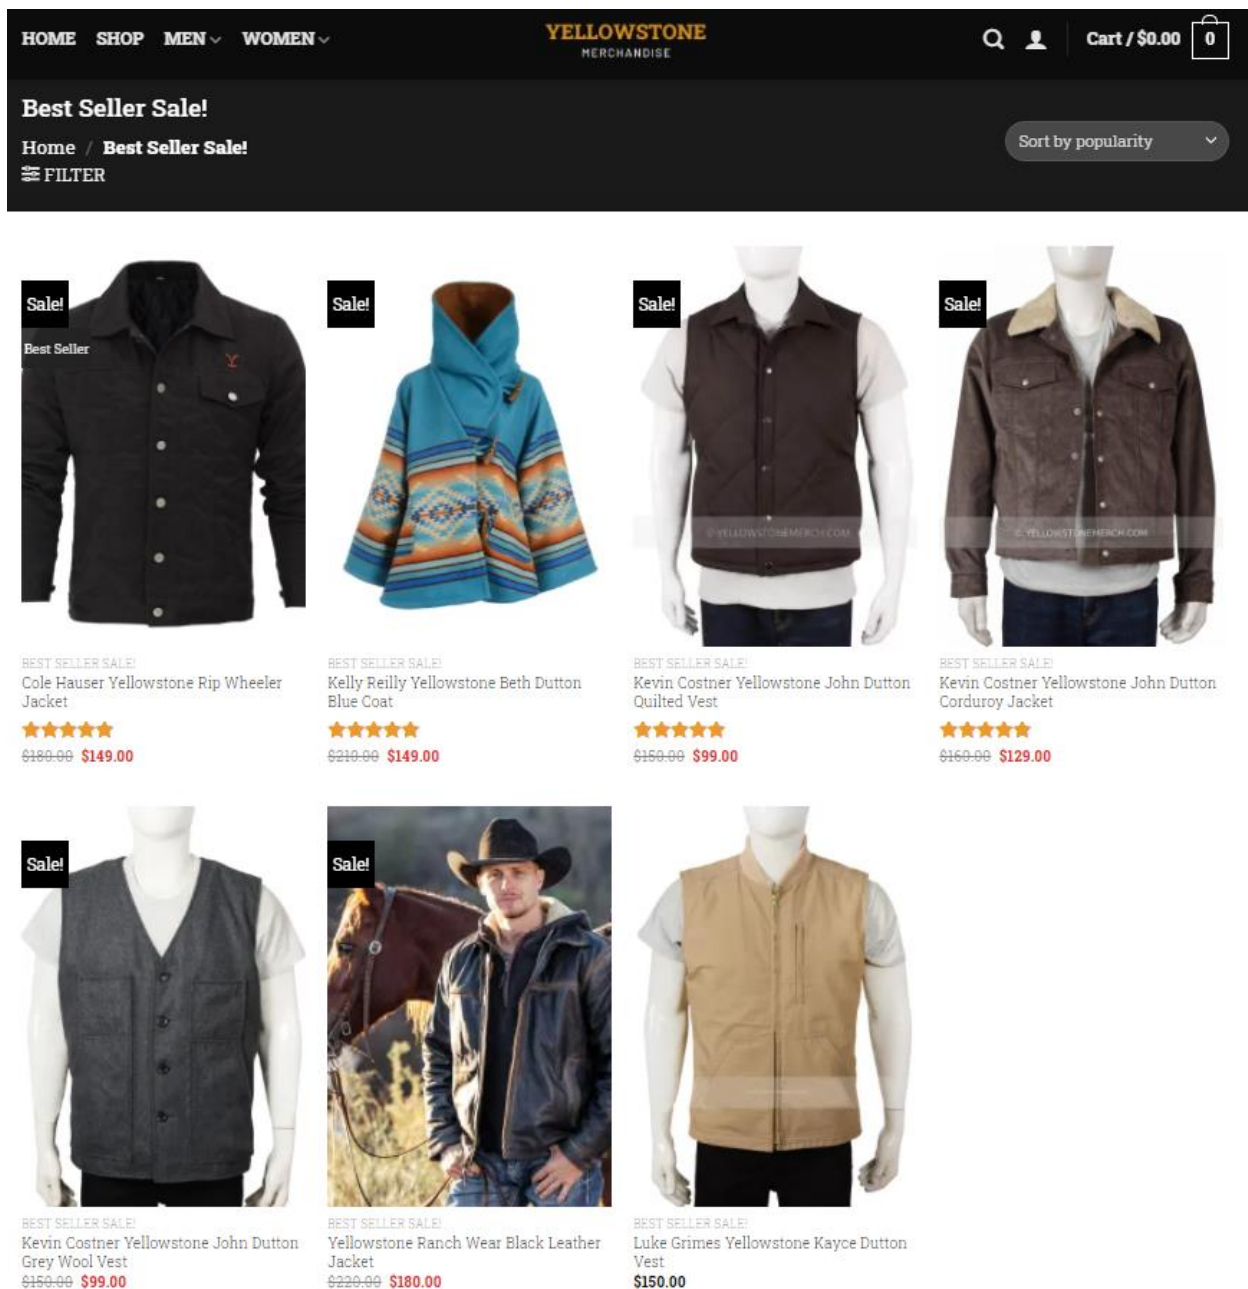 HOME SHOP MEN WOMEN
YELLOWSTONE
MERCHANDISE
Cart / $0.00 0
Best Seller Sale!
Home / Best Seller Sale!
FILTER
Sort by popularity
Sale!
Best Seller
Sale!
Sale!
© YELLOWSTONEMERCH.COM
Sale!
© YELLOWSTONEMERCH.COM
BEST SELLER SALE!
Cole Hauser Yellowstone Rip Wheeler
Jacket
$180.00 $149.00
BEST SELLER SALE!
Kelly Reilly Yellowstone Beth Dutton
Blue Coat
$210.00 $149.00
BEST SELLER SALE!
Kevin Costner Yellowstone John Dutton
Quilted Vest
$150.00 $99.00
BEST SELLER SALE!
Kevin Costner Yellowstone John Dutton
Corduroy Jacket
$160.00 $129.00
Sale!
Sale!
BEST SELLER SALE!
Kevin Costner Yellowstone John Dutton
Grey Wool Vest
$150.00 $99.00
BEST SELLER SALE!
Yellowstone Ranch Wear Black Leather
Jacket
$220.00 $180.00
BEST SELLER SALE!
Luke Grimes Yellowstone Kayce Dutton
Vest
$150.00